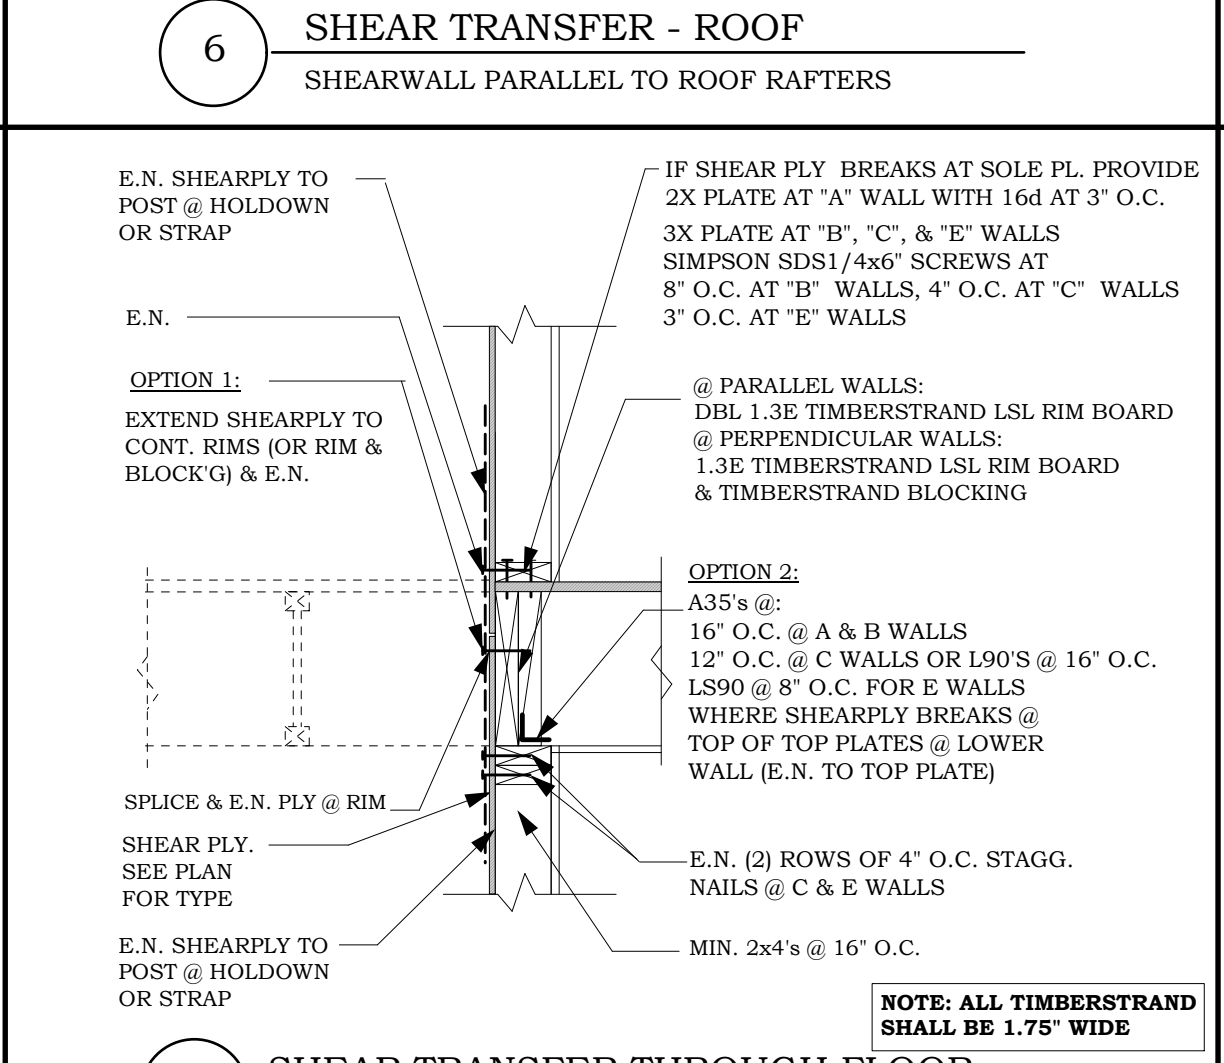 6
SHEAR TRANSFER - ROOF
SHEARWALL PARALLEL TO ROOF RAFTERS
E.N. SHEARPLY TO
POST @ HOLDOWN
OR STRAP
E.N.
OPTION 1:
EXTEND SHEARPLY TO
CONT. RIMS (OR RIM &
BLOCK'G) & E.N.
SPLICE & E.N. PLY @ RIM
SHEAR PLY.
SEE PLAN
FOR TYPE
E.N. SHEARPLY TO
POST @ HOLDOWN
OR STRAP
IF SHEAR PLY BREAKS AT SOLE PL. PROVIDE
2X PLATE AT "A" WALL WITH 16d AT 3" O.C.
3X PLATE AT "B", "C", & "E" WALLS
SIMPSON SDS1/4x6" SCREWS AT
8" O.C. AT "B" WALLS, 4" O.C. AT "C" WALLS
3" O.C. AT "E" WALLS
@ PARALLEL WALLS:
DBL 1.3E TIMBERSTRAND LSL RIM BOARD
@ PERPENDICULAR WALLS:
1.3E TIMBERSTRAND LSL RIM BOARD
& TIMBERSTRAND BLOCKING
OPTION 2:
A35's @:
16" O.C. @ A & B WALLS
12" O.C. @ C WALLS OR L90'S @ 16" O.C.
LS90 @ 8" O.C. FOR E WALLS
WHERE SHEARPLY BREAKS @
TOP OF TOP PLATES @ LOWER
WALL (E.N. TO TOP PLATE)
E.N. (2) ROWS OF 4" O.C. STAGG.
NAILS @ C & E WALLS
MIN. 2x4's @ 16" O.C.
NOTE: ALL TIMBERSTRAND
SHALL BE 1.75" WIDE
SHEAR TRANSFER THROUGH FLOOR